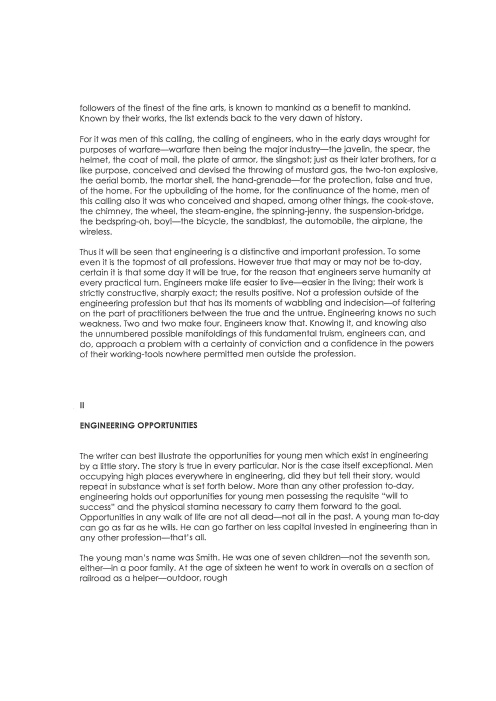 followers of the finest of the fine arts, is known to mankind as a benefit to mankind.
Known by their works, the list extends back to the very dawn of history.
For it was men of this calling, the calling of engineers, who in the early days wrought for
purposes of warfare—warfare then being the major industry—the javelin, the spear, the
helmet, the coat of mail, the plate of armor, the slingshot; just as their later brothers, for a
like purpose, conceived and devised the throwing of mustard gas, the two-ton explosive,
the aerial bomb, the mortar shell, the hand-grenade—for the protection, false and true,
of the home. For the upbuilding of the home, for the continuance of the home, men of
this calling also it was who conceived and shaped, among other things, the cook-stove,
the chimney, the wheel, the steam-engine, the spinning-jenny, the suspension-bridge,
the bedspring-oh, boy!—the bicycle, the sandblast, the automobile, the airplane, the
wireless.
Thus it will be seen that engineering is a distinctive and important profession. To some
even it is the topmost of all professions. However true that may or may not be to-day,
certain it is that some day it will be true, for the reason that engineers serve humanity at
every practical turn. Engineers make life easier to live—easier in the living; their work is
strictly constructive, sharply exact; the results positive. Not a profession outside of the
engineering profession but that has its moments of wabbling and indecision—of faltering
on the part of practitioners between the true and the untrue. Engineering knows no such
weakness. Two and two make four. Engineers know that. Knowing it, and knowing also
the unnumbered possible manifoldings of this fundamental truism, engineers can, and
do, approach a problem with a certainty of conviction and a confidence in the powers
of their working-tools nowhere permitted men outside the profession.
II
ENGINEERING OPPORTUNITIES
The writer can best illustrate the opportunities for young men which exist in engineering
by a little story. The story is true in every particular. Nor is the case itself exceptional. Men
occupying high places everywhere in engineering, did they but tell their story, would
repeat in substance what is set forth below. More than any other profession to-day,
engineering holds out opportunities for young men possessing the requisite “will to
success” and the physical stamina necessary to carry them forward to the goal.
Opportunities in any walk of life are not all dead—not all in the past. A young man to-day
can go as far as he wills. He can go farther on less capital invested in engineering than in
any other profession—that's all.
The young man's name was Smith. He was one of seven children—not the seventh son,
either—in a poor family. At the age of sixteen he went to work in overalls on a section of
railroad as a helper—outdoor, rough